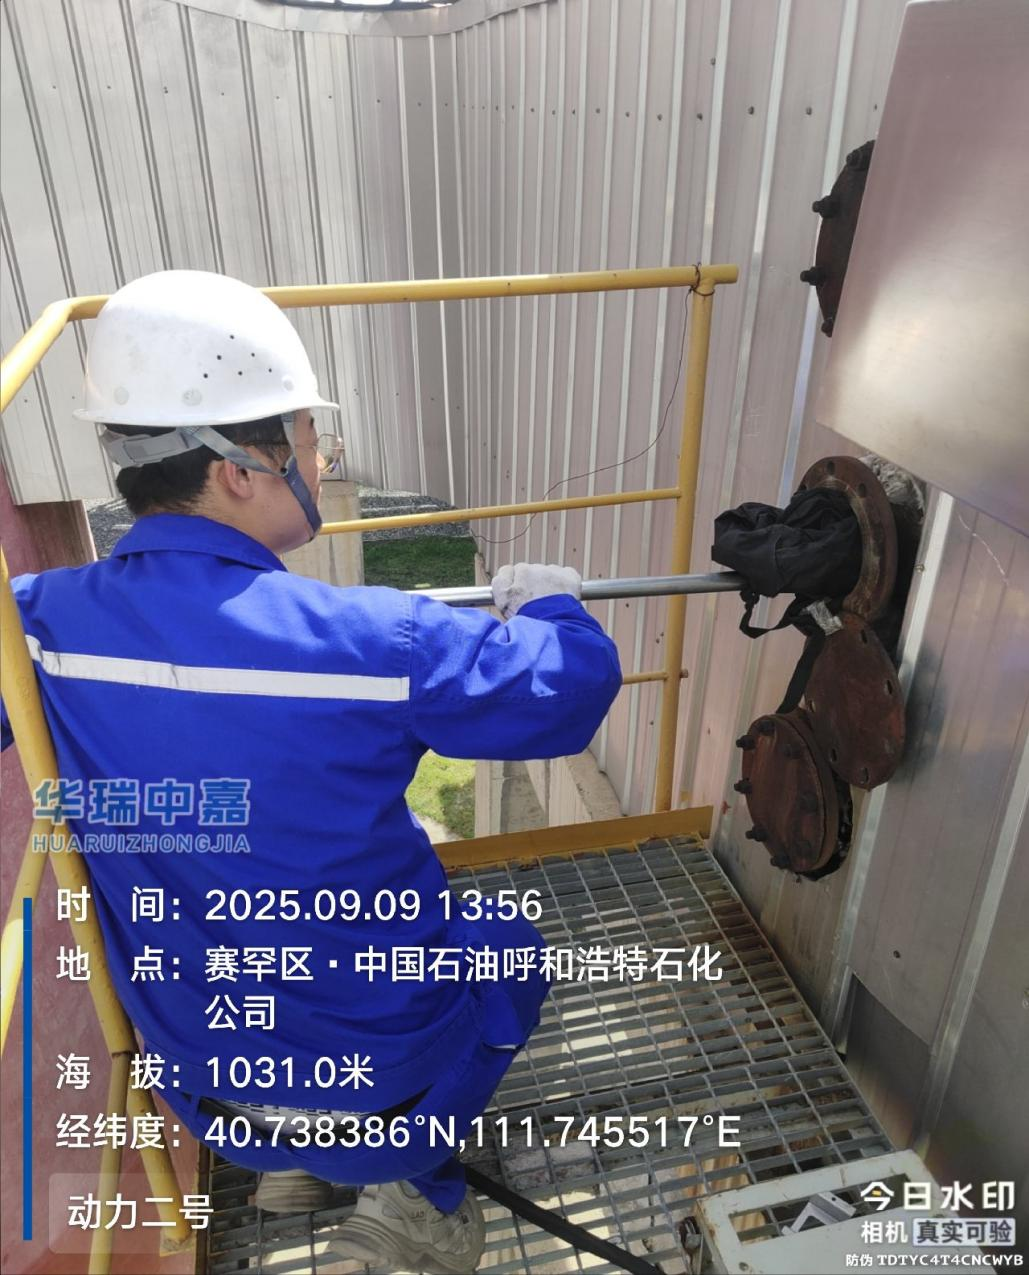 华瑞中嘉
HUARUIZHONGJIA
时 间：2025.09.09 13:56
地 点：赛罕区·中国石油呼和浩特石化
公司
海 拔：1031.0米
经纬度：40.738386°N,111.745517°E
动力二号
今日水印
相机 真实可验
防伪 TDTYC4T4CNCWYB